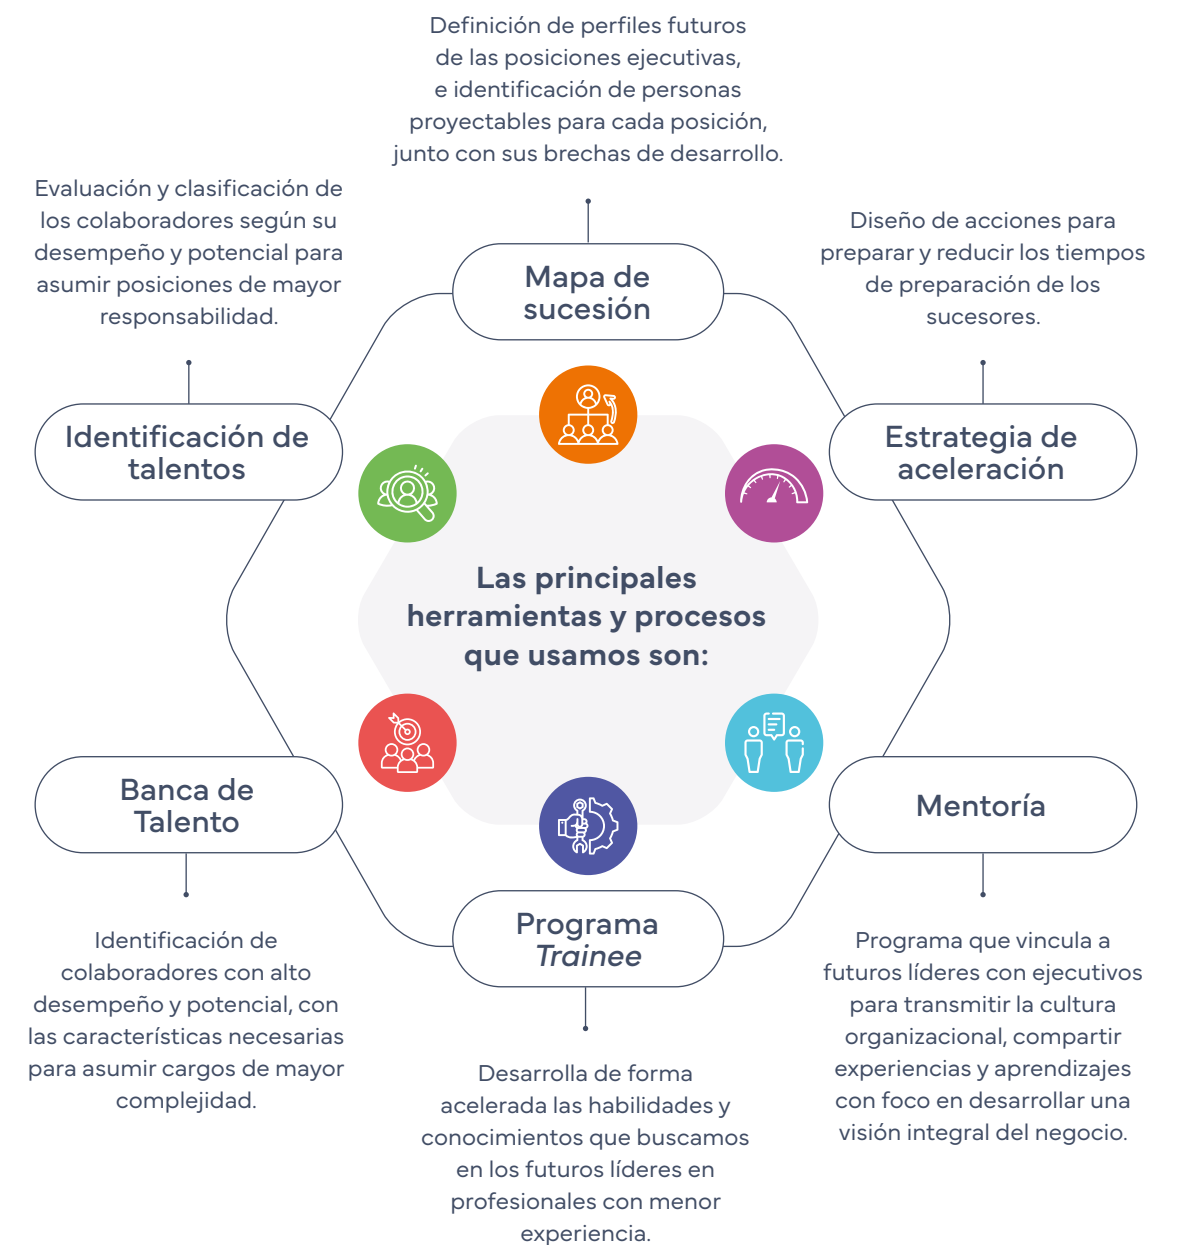 Definición de perfiles futuros
de las posiciones ejecutivas,
e identificación de personas
proyectables para cada posición,
junto con sus brechas de desarrollo.
Mapa de
sucesión
Evaluación y clasificación de
los colaboradores según su
desempeño y potencial para
asumir posiciones de mayor
responsabilidad.
Identificación de
talentos
Diseño de acciones para
preparar y reducir los tiempos
de preparación de los
sucesores.
Estrategia de
aceleración
Las principales
herramientas y procesos
que usamos son:
Banca de
Talento
Identificación de
colaboradores con alto
desempeño y potencial, con
las características necesarias
para asumir cargos de mayor
complejidad.
Programa
Trainee
Desarrolla de forma
acelerada las habilidades y
conocimientos que buscamos
en los futuros líderes en
profesionales con menor
experiencia.
Mentoría
Programa que vincula a
futuros líderes con ejecutivos
para transmitir la cultura
organizacional, compartir
experiencias y aprendizajes
con foco en desarrollar una
visión integral del negocio.